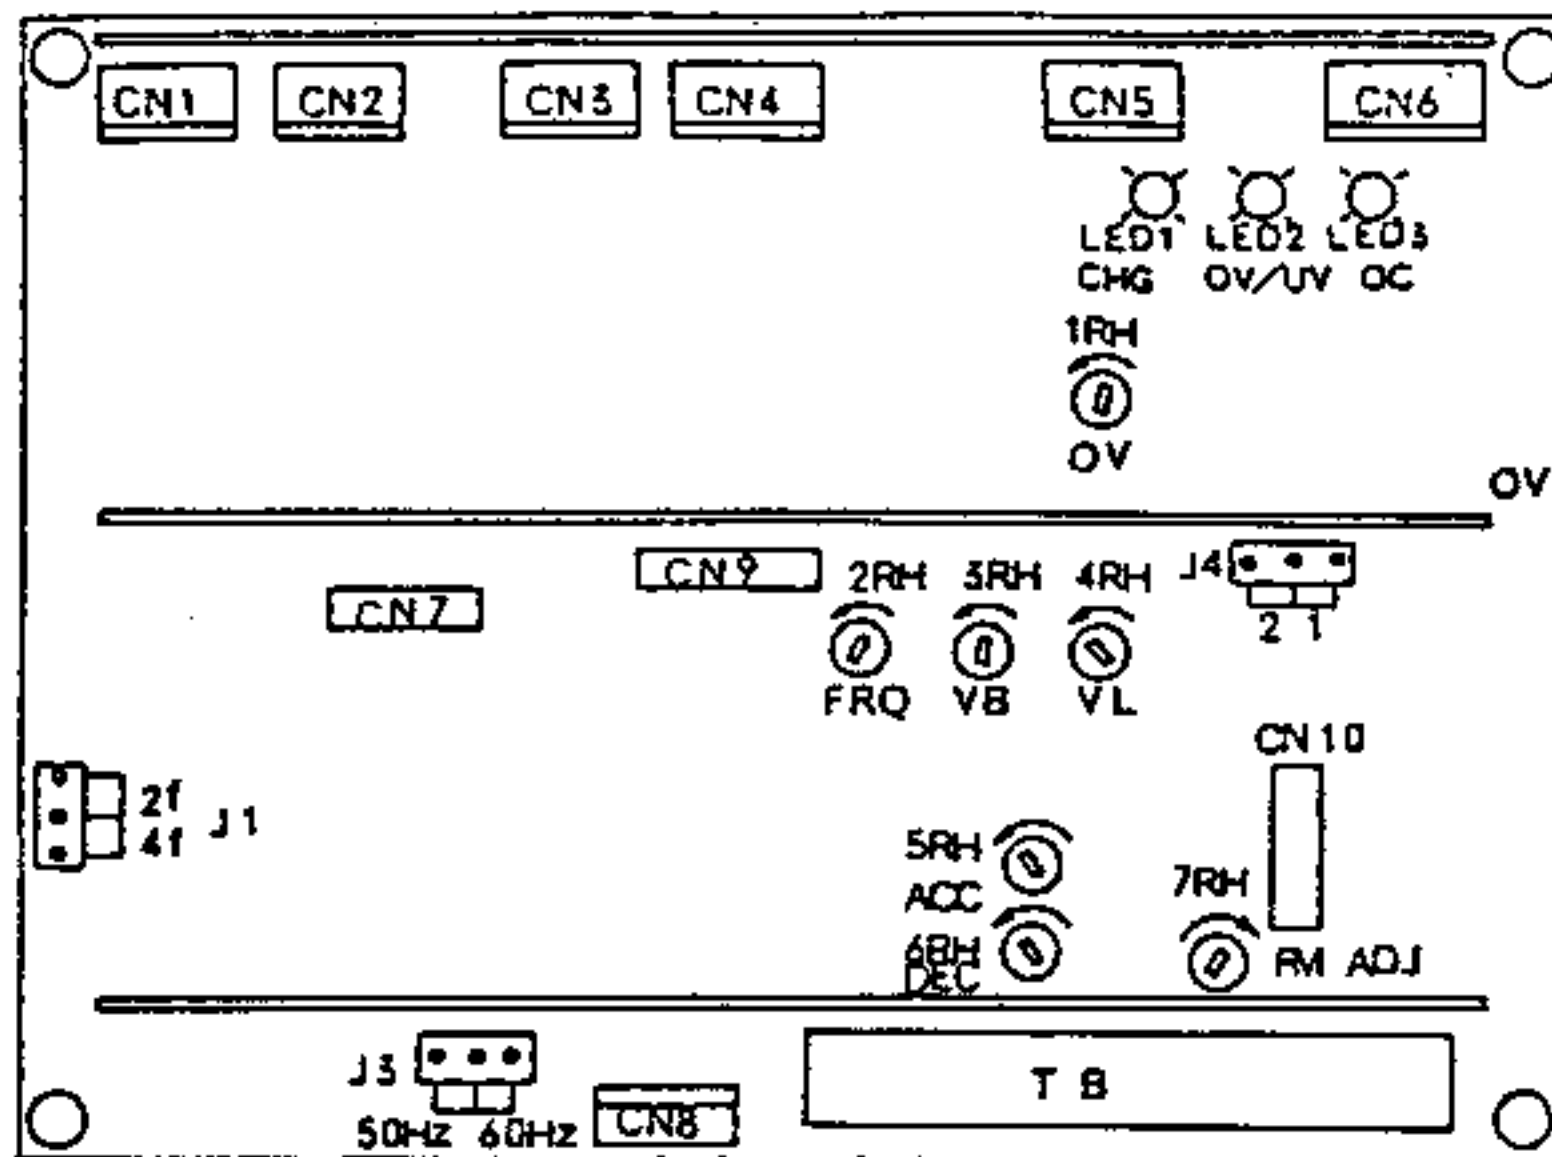 CN1 CN2 CN3 CN4 CN5 CN6
LED1 LED2 LED3
CHG OV/UV OC
1RH
OV
OV
CN9
2RH 3RH 4RH J4
CN7
2 1
FRQ VB VL
CN10
2f
J1
4f
5RH
ACC
7RH
6RH
DEC
FM ADJ
J3
TB
CN8
50Hz 60Hz